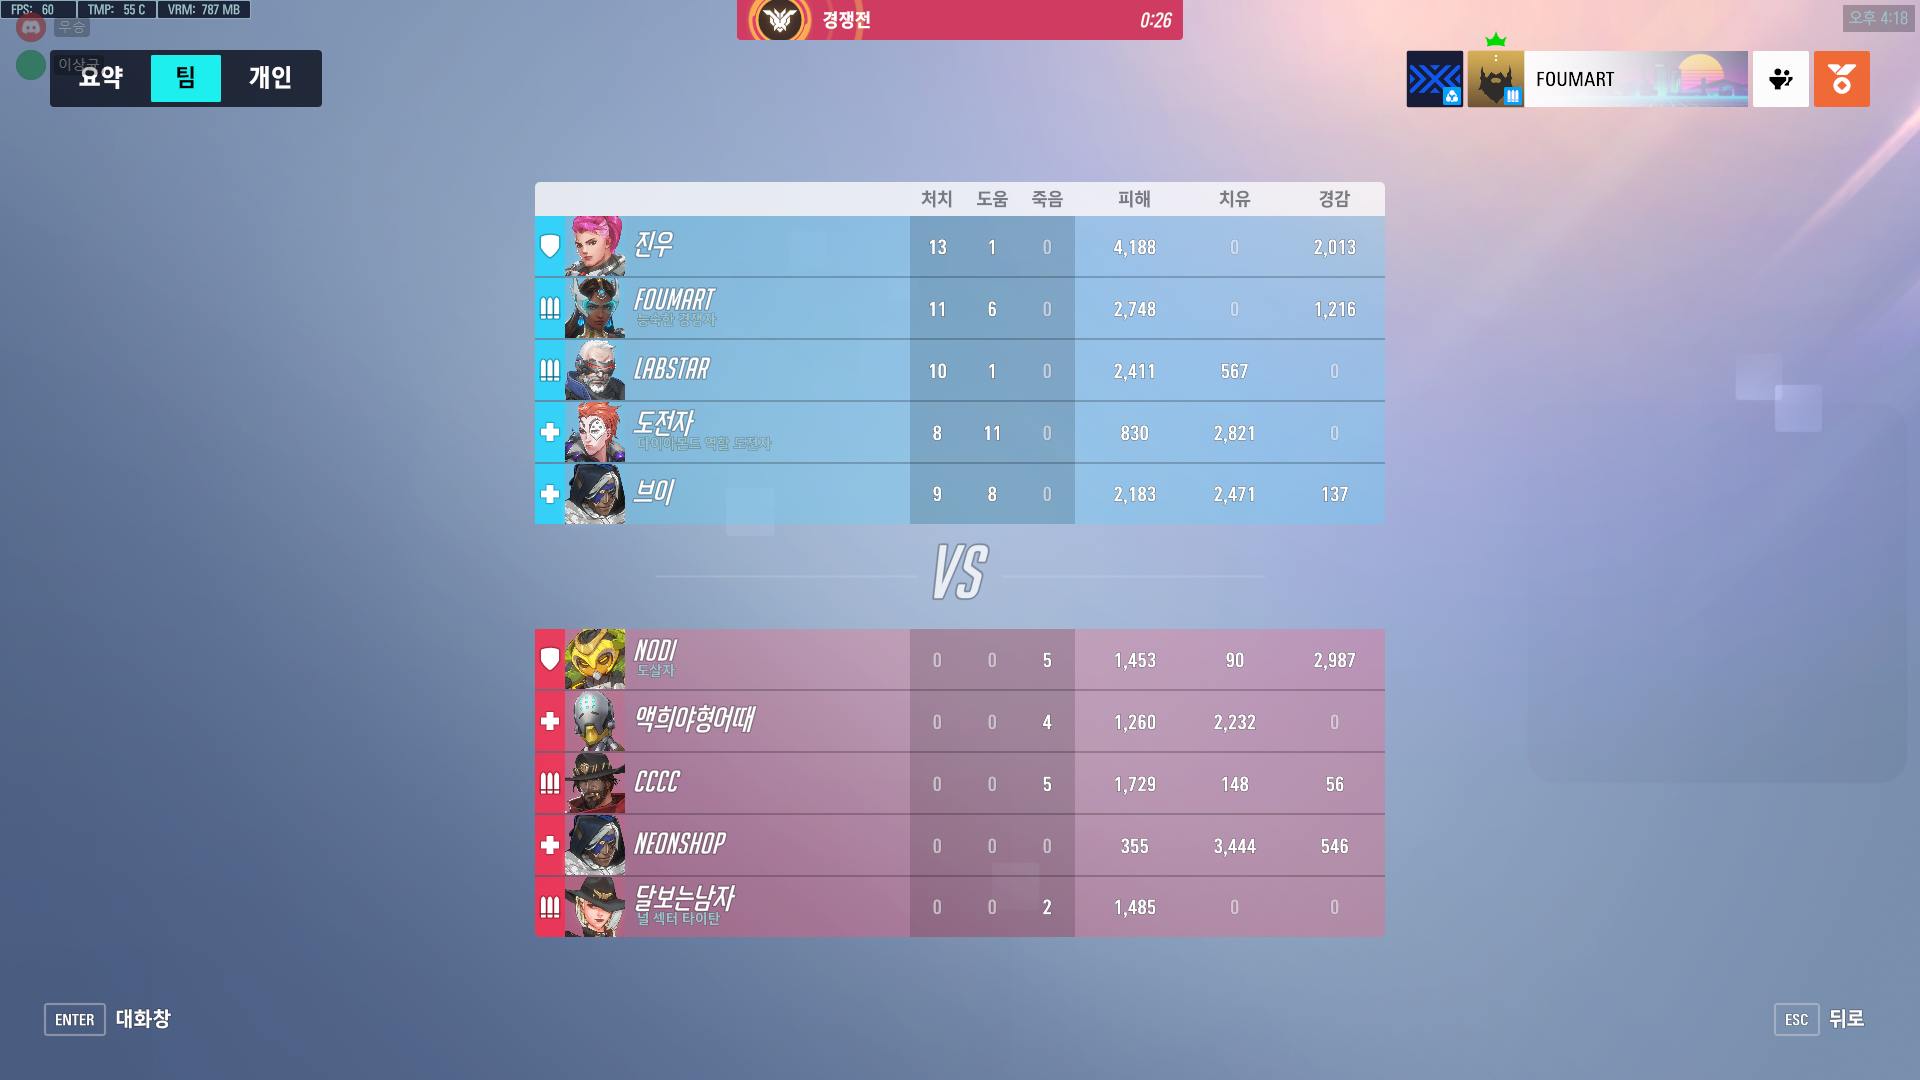 FPS: 60 TMP: 55 C VRM: 787 MB
우승
이상규
요약 팀 개인
경쟁전 0:26
오후 4:18
FOUMART
처치 도움 죽음 피해 치유 경감
진우 13 1 0 4,188 0 2,013
FOUMART 11 6 0 2,748 0 1,216
능숙한 경쟁자
LABSTAR 10 1 0 2,411 567 0
도전자 8 11 0 830 2,821 0
다이아몬드 역할 도전자
브이 9 8 0 2,183 2,471 137
VS
NODI 0 0 5 1,453 90 2,987
도살자
액희야형어때 0 0 4 1,260 2,232 0
CCCC 0 0 5 1,729 148 56
NEONSHOP 0 0 0 355 3,444 546
달보는남자 0 0 2 1,485 0 0
널 섹터 타이탄
ENTER 대화창
ESC 뒤로